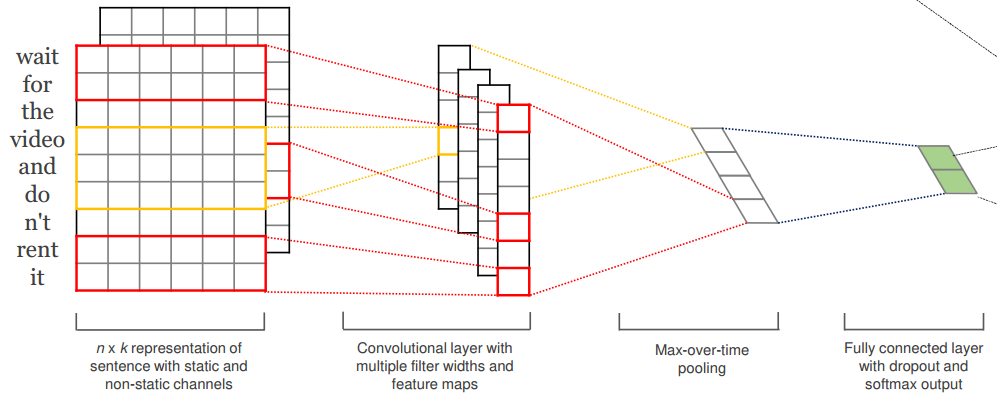 wait
for
the
video
and
do
n't
rent
it
n x k representation of
sentence with static and
non-static channels
Convolutional layer with
multiple filter widths and
feature maps
Max-over-time
pooling
Fully connected layer
with dropout and
softmax output